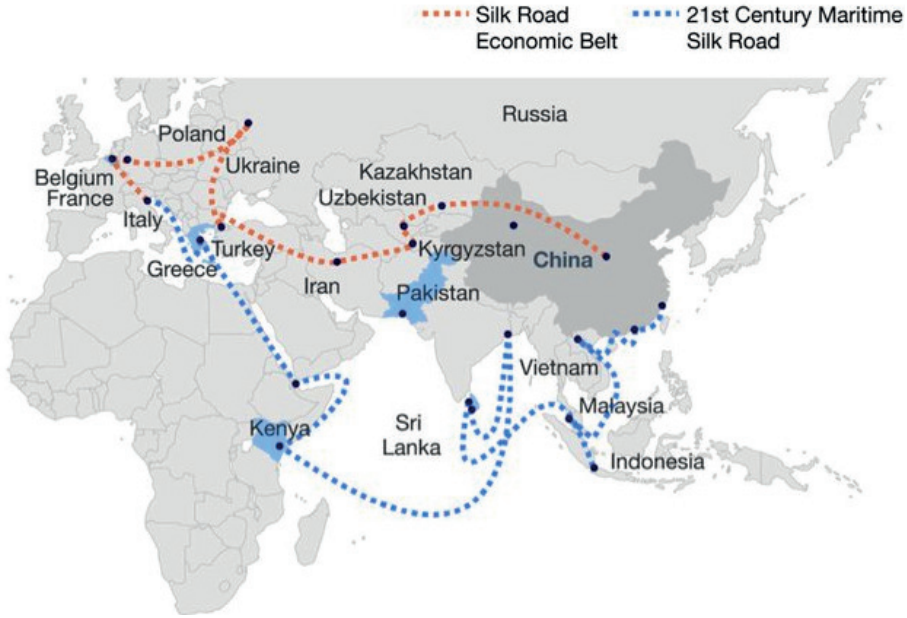 Silk Road
Economic Belt
21st Century Maritime
Silk Road
Russia
Poland
Ukraine
Kazakhstan
Belgium
France
Uzbekistan
Italy
Turkey
Kyrgyzstan
China
Greece
Iran
Pakistan
Vietnam
Malaysia
Kenya
Sri
Lanka
Indonesia